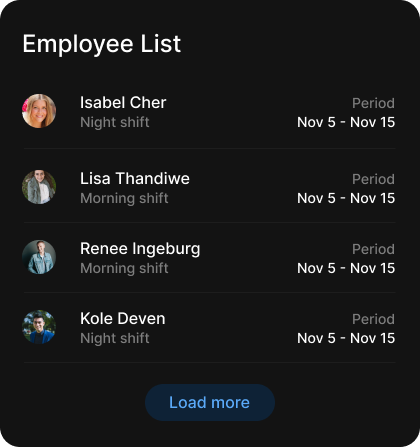 Employee List
Isabel Cher
Period
Night shift
Nov 5 - Nov 15
Lisa Thandiwe
Period
Morning shift
Nov 5 - Nov 15
Renee Ingeburg
Period
Morning shift
Nov 5 - Nov 15
Kole Deven
Period
Night shift
Nov 5 - Nov 15
Load more